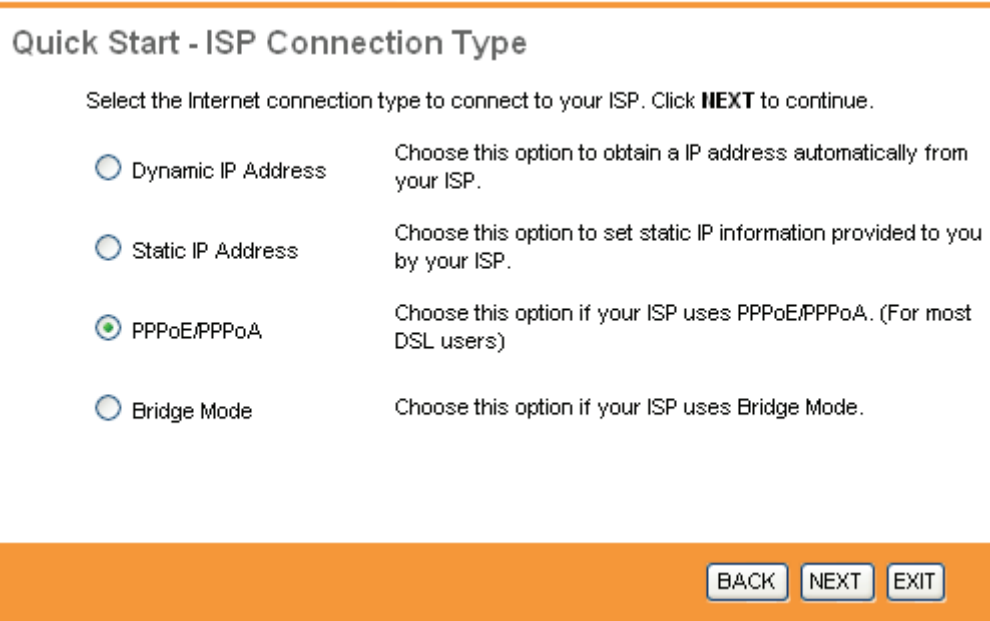 Quick Start - ISP Connection Type
Select the Internet connection type to connect to your ISP. Click NEXT to continue.
Dynamic IP Address
Choose this option to obtain a IP address automatically from
your ISP.
Static IP Address
Choose this option to set static IP information provided to you
by your ISP.
PPPoE/PPPoA
Choose this option if your ISP uses PPPoE/PPPoA. (For most
DSL users)
Bridge Mode
Choose this option if your ISP uses Bridge Mode.
BACK NEXT EXIT